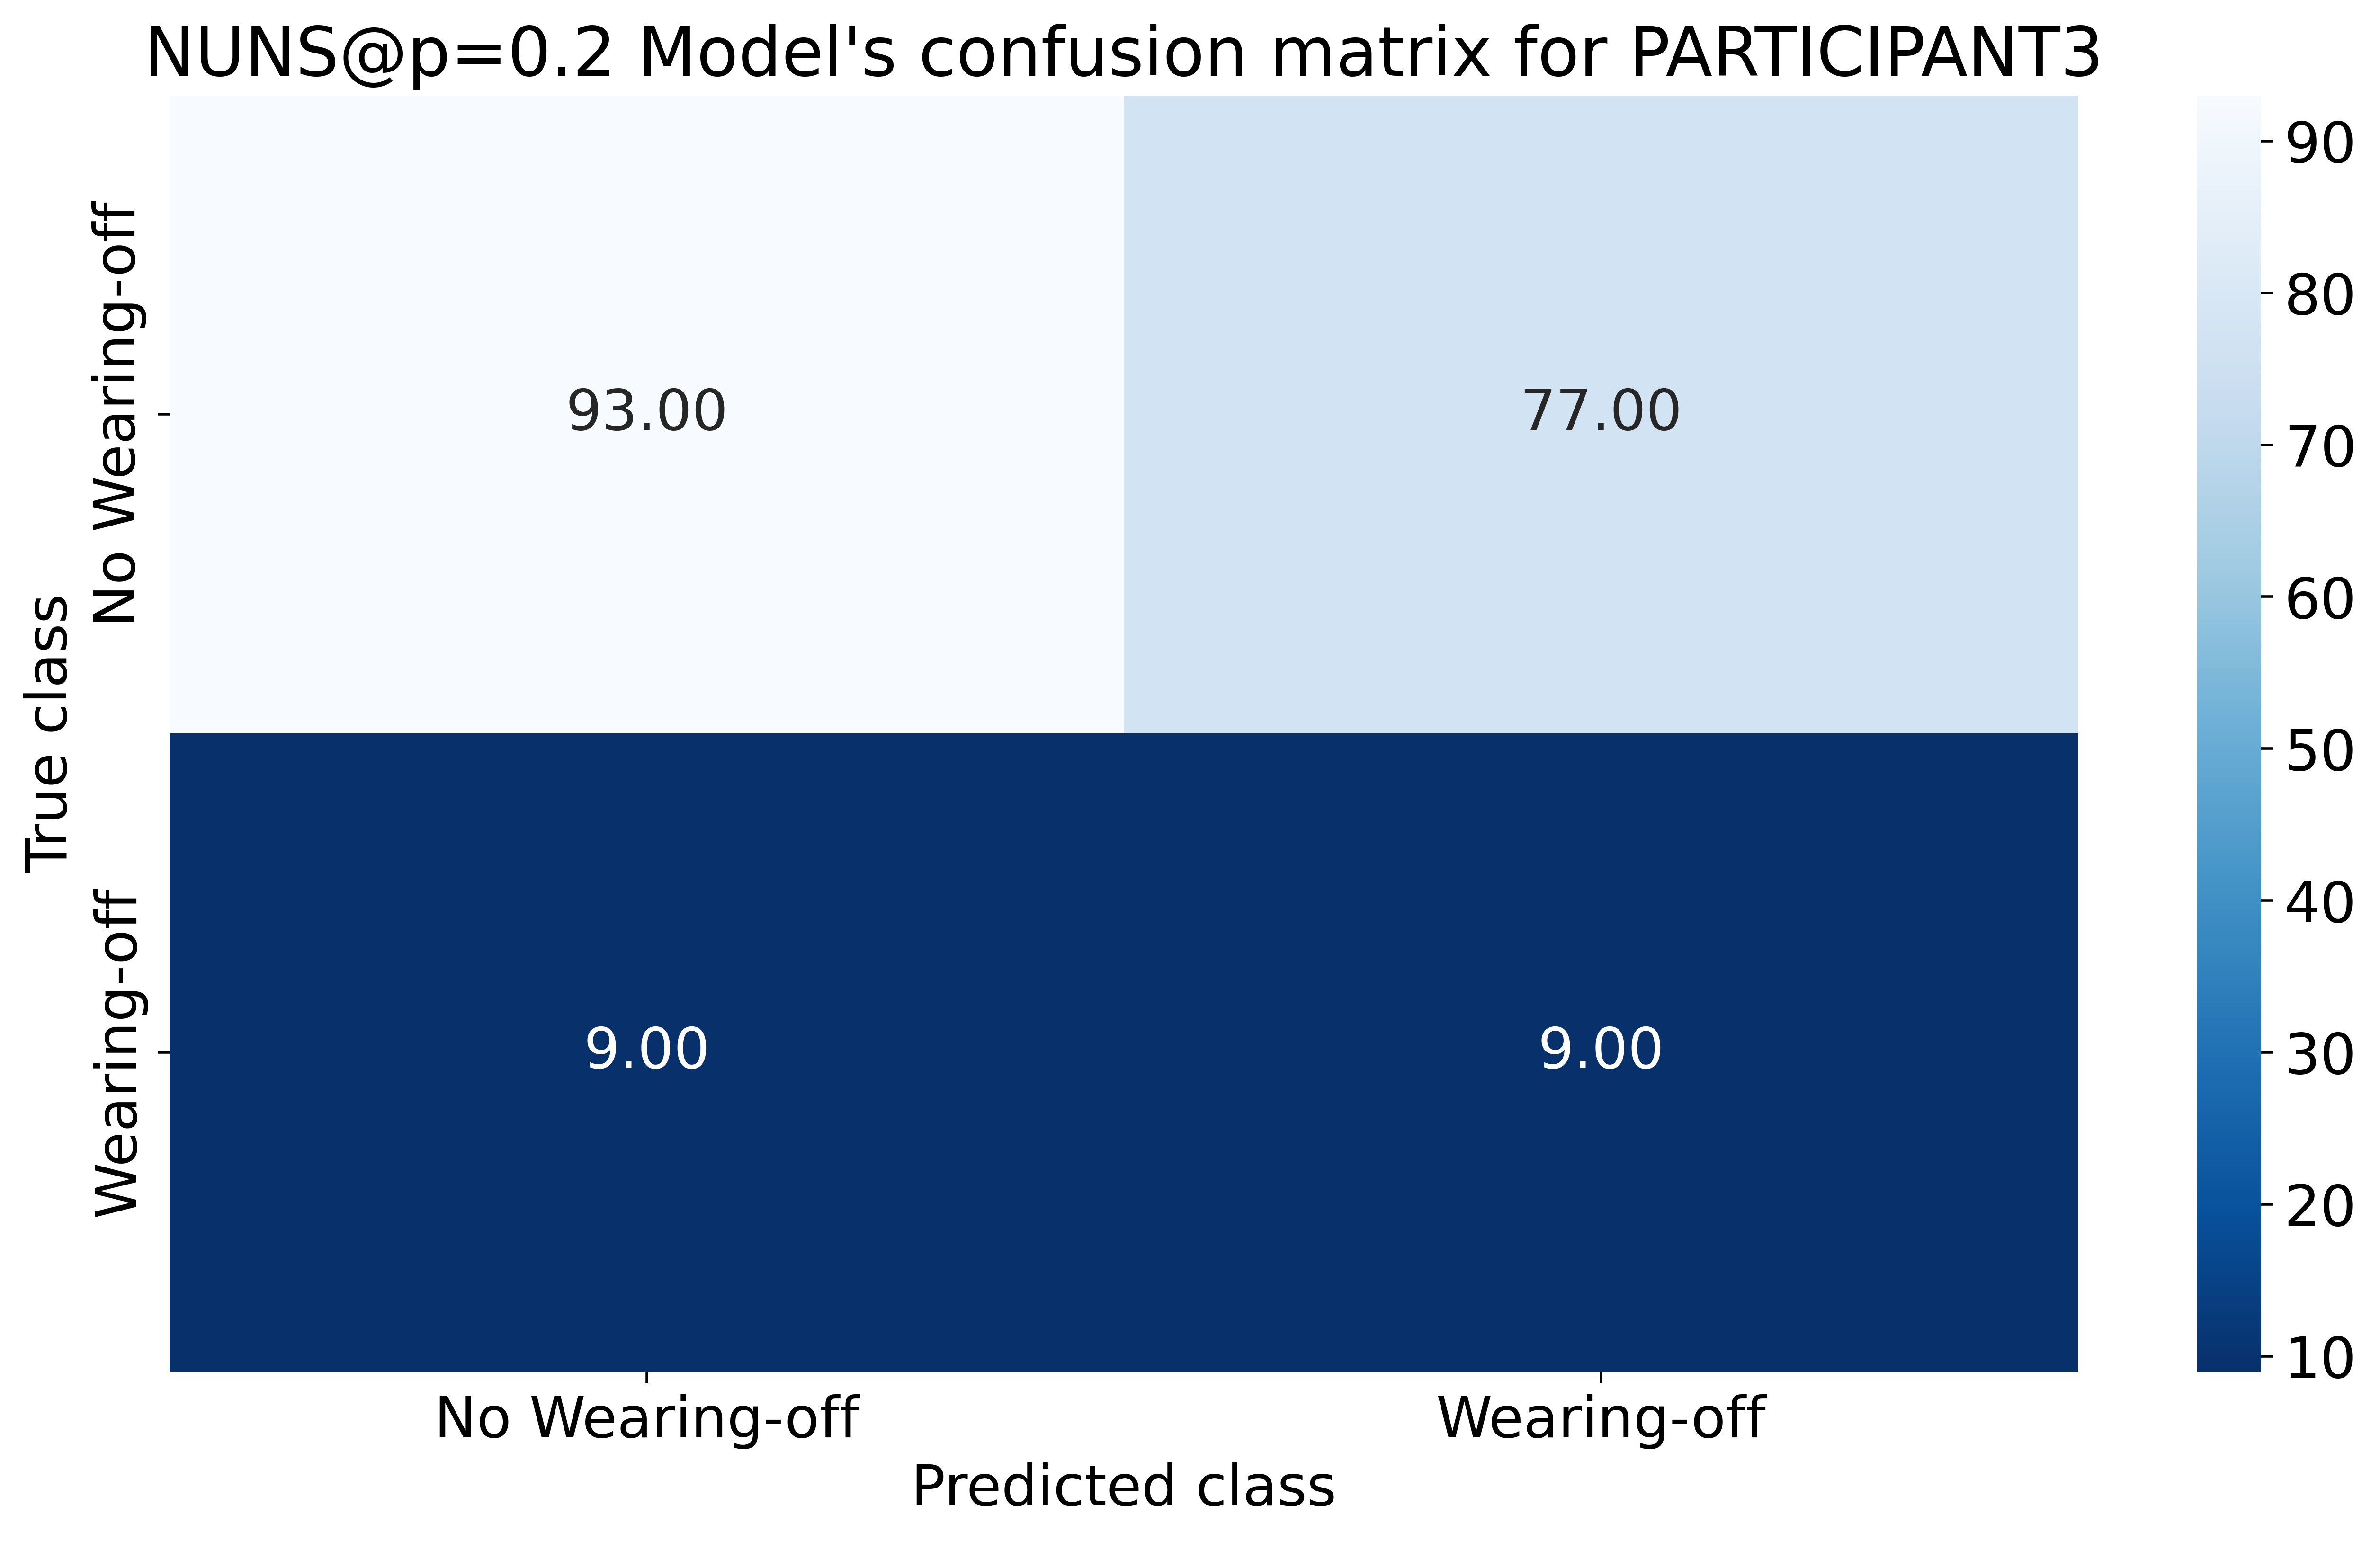 NUNS@p=0.2 Model's confusion matrix for PARTICIPANT3
True class
No Wearing-off
Wearing-off
93.00
77.00
9.00
9.00
No Wearing-off
Wearing-off
Predicted class
90
80
70
60
50
40
30
20
10